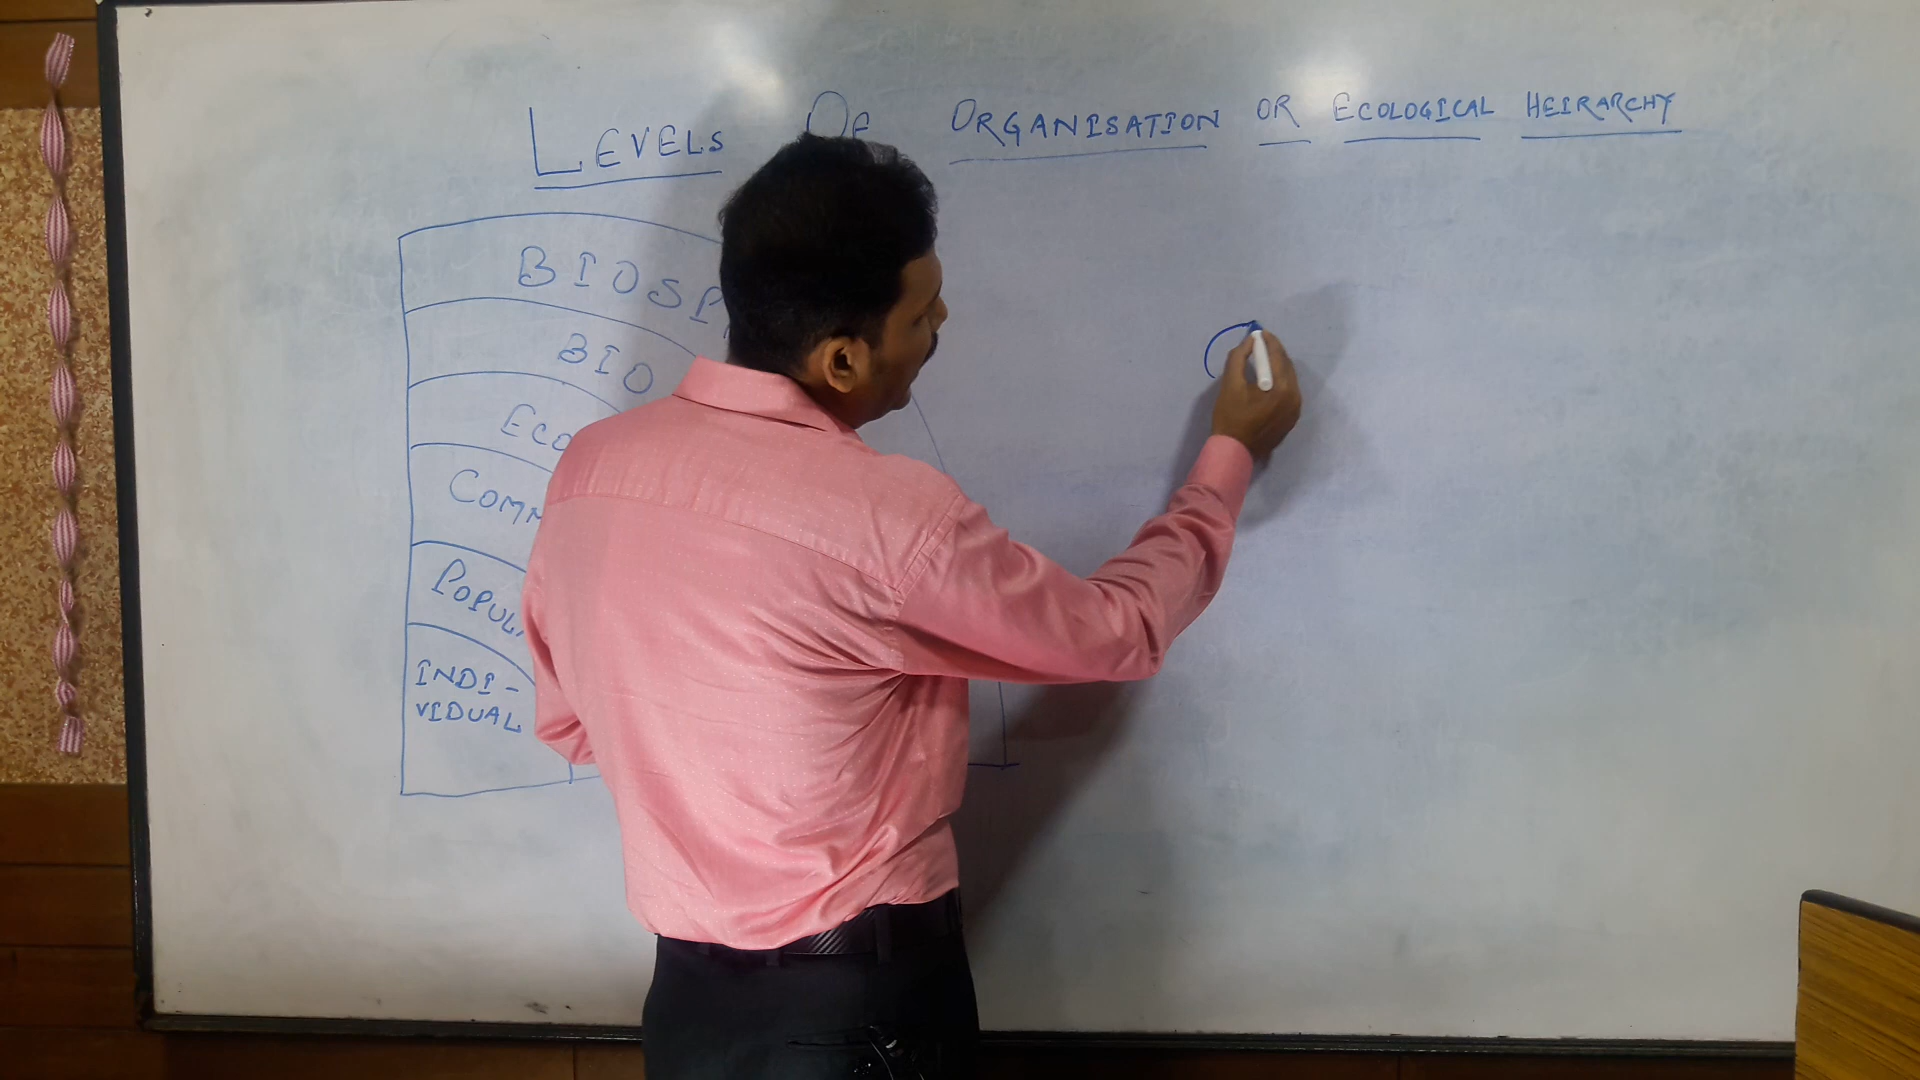 LEVELS OF ORGANISATION OR ECOLOGICAL HEIRARCHY
BIOSP
BIO
ECO
COMM
POPUL
INDI-
VIDUAL